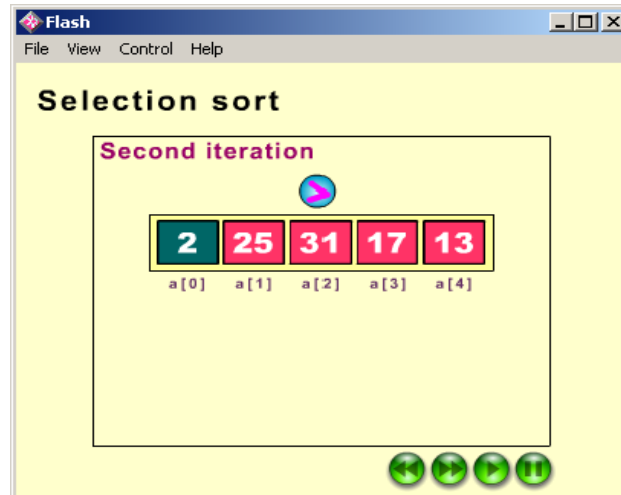 Flash
File View Control Help
Selection sort
Second iteration
>
2 25 31 17 13
a[0] a[1] a[2] a[3] a[4]